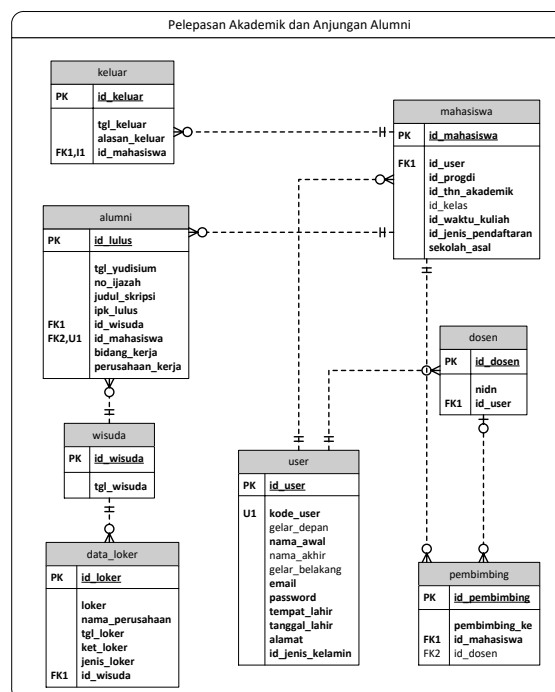 Pelepasan Akademik dan Anjungan Alumni
keluar
PK id_keluar
tgl_keluar
alasan_keluar
FK1,I1 id_mahasiswa
mahasiswa
PK id_mahasiswa
FK1 id_user
id_progdi
id_thn_akademik
id_kelas
id_waktu_kuliah
id_jenis_pendaftaran
sekolah_asal
alumni
PK id_lulus
tgl_yudisium
no_ijazah
judul_skripsi
ipk_lulus
FK1 id_wisuda
FK2,U1 id_mahasiswa
bidang_kerja
perusahaan_kerja
dosen
PK id_dosen
nidn
FK1 id_user
wisuda
PK id_wisuda
tgl_wisuda
user
PK id_user
U1 kode_user
gelar_depan
nama_awal
nama_akhir
gelar_belakang
email
password
tempat_lahir
tanggal_lahir
alamat
id_jenis_kelamin
data_loker
PK id_loker
loker
nama_perusahaan
tgl_loker
ket_loker
jenis_loker
FK1 id_wisuda
pembimbing
PK id_pembimbing
pembimbing_ke
FK1 id_mahasiswa
FK2 id_dosen